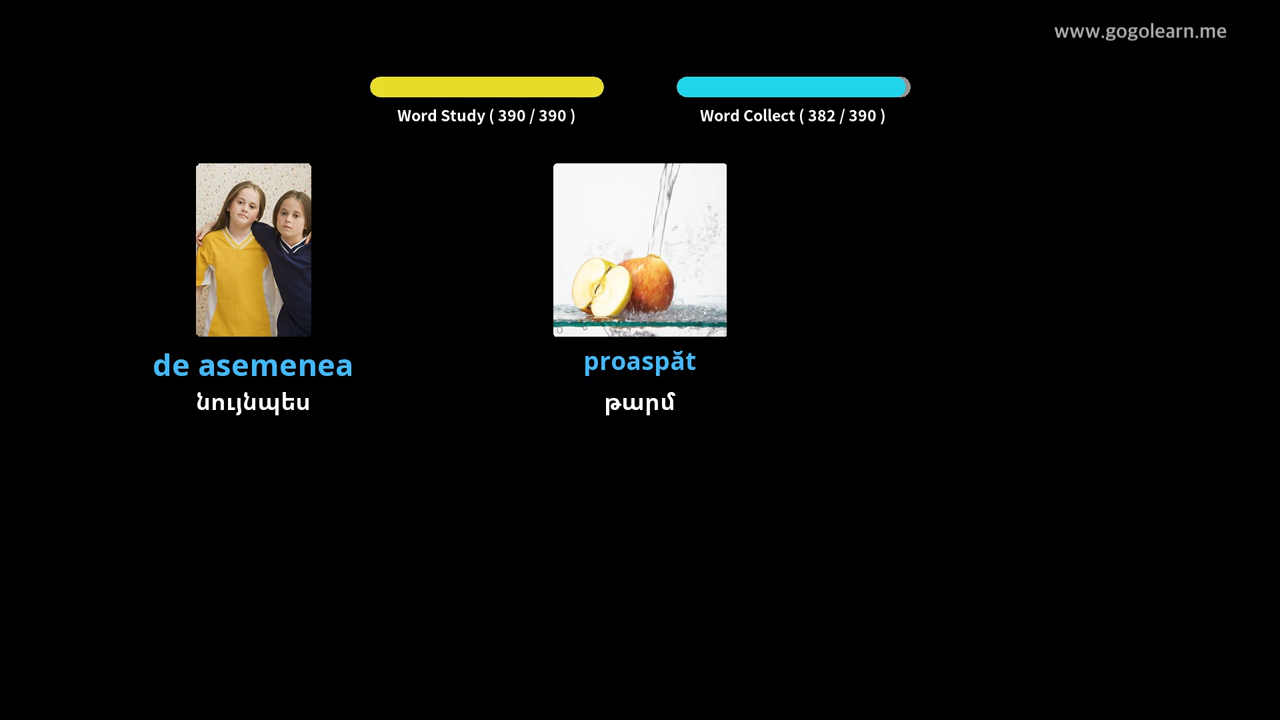 www.gogolearn.me
Word Study ( 390 / 390 )
Word Collect ( 382 / 390 )
de asemenea
նույնպես
proaspăt
թարմ